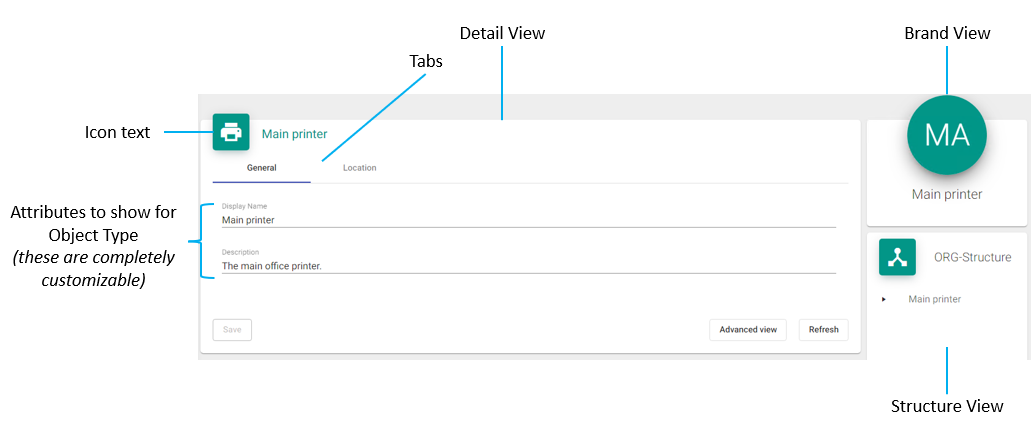 Detail View
Brand View
Tabs
Icon text
Main printer
MA
General
Location
Main printer
Attributes to show for
Object Type
(these are completely
customizable)
Display Name
Main printer
Description
The main office printer.
ORG-Structure
Main printer
Save
Advanced view
Refresh
Structure View